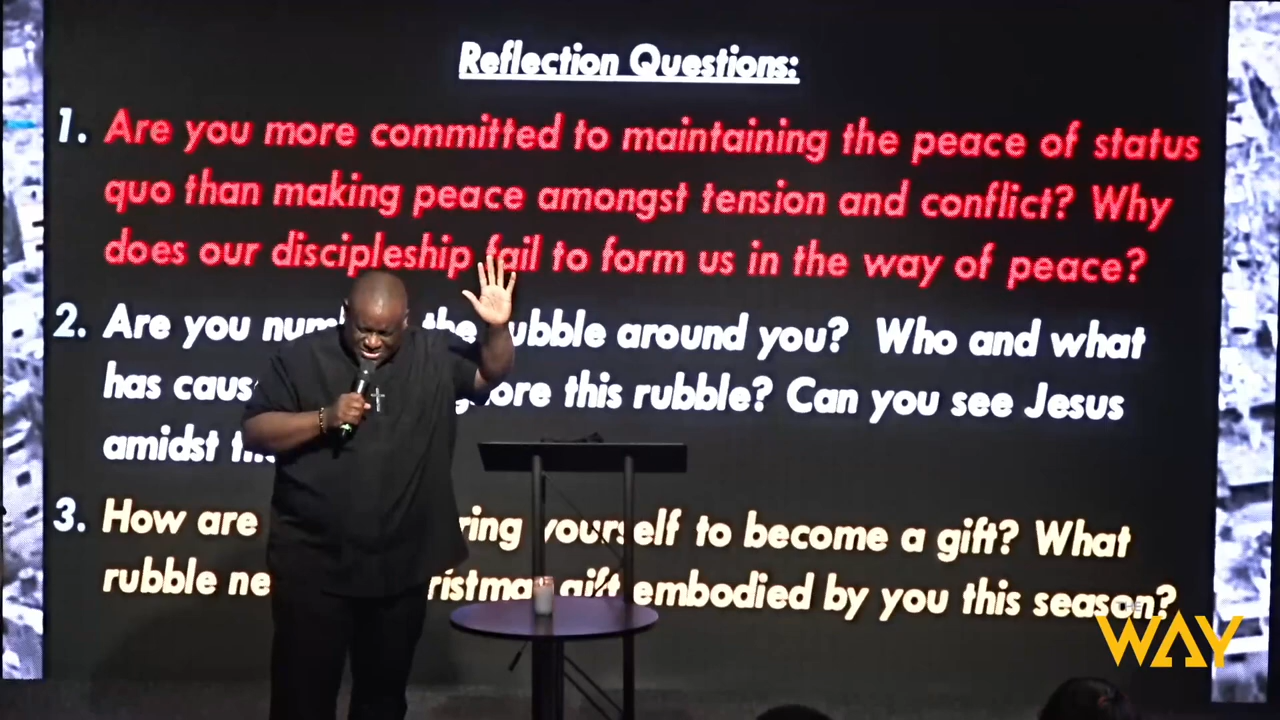 Reflection Questions:
1. Are you more committed to maintaining the peace of status
quo than making peace amongst tension and conflict? Why
does our discipleship fail to form us in the way of peace?
2. Are you the rubble around you? Who and what
has this rubble? Can you see Jesus
amidst
3. How are yourself to become a gift? What
rubble gift embodied by you this season?
THE
WAY